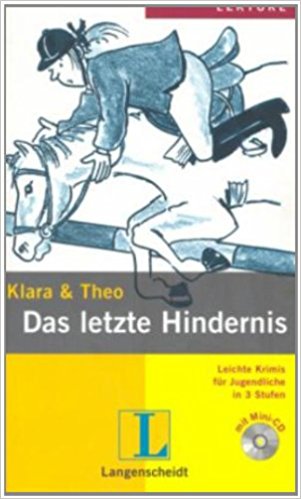 LEKTÜRE
Klara & Theo
Das letzte Hindernis
Leichte Krimis
für Jugendliche
in 3 Stufen
mit Mini-CD
L
Langenscheidt